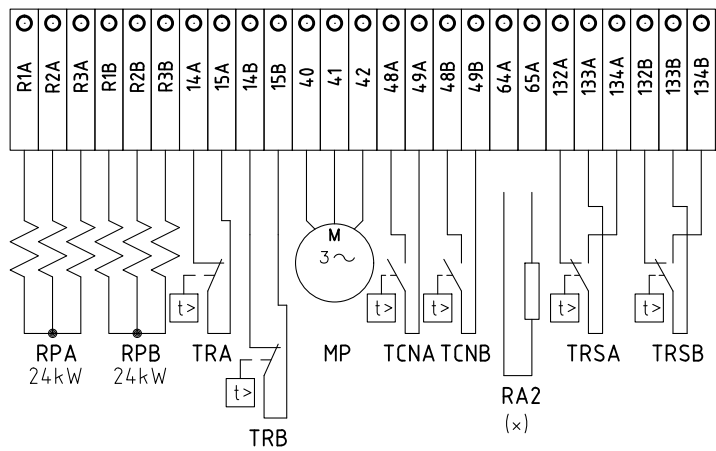 R1A R2A R3A R1B R2B R3B 14A 15A 14B 15B 40 41 42 48A 49A 48B 49B 64A 65A 132A 133A 134A 132B 133B 134B
M
3~
t> t> t> t> t> t>
t>
RPA RPB TRA MP TCNA TCNB TRSA TRSB
24kW 24kW
RA2
(x)
TRB